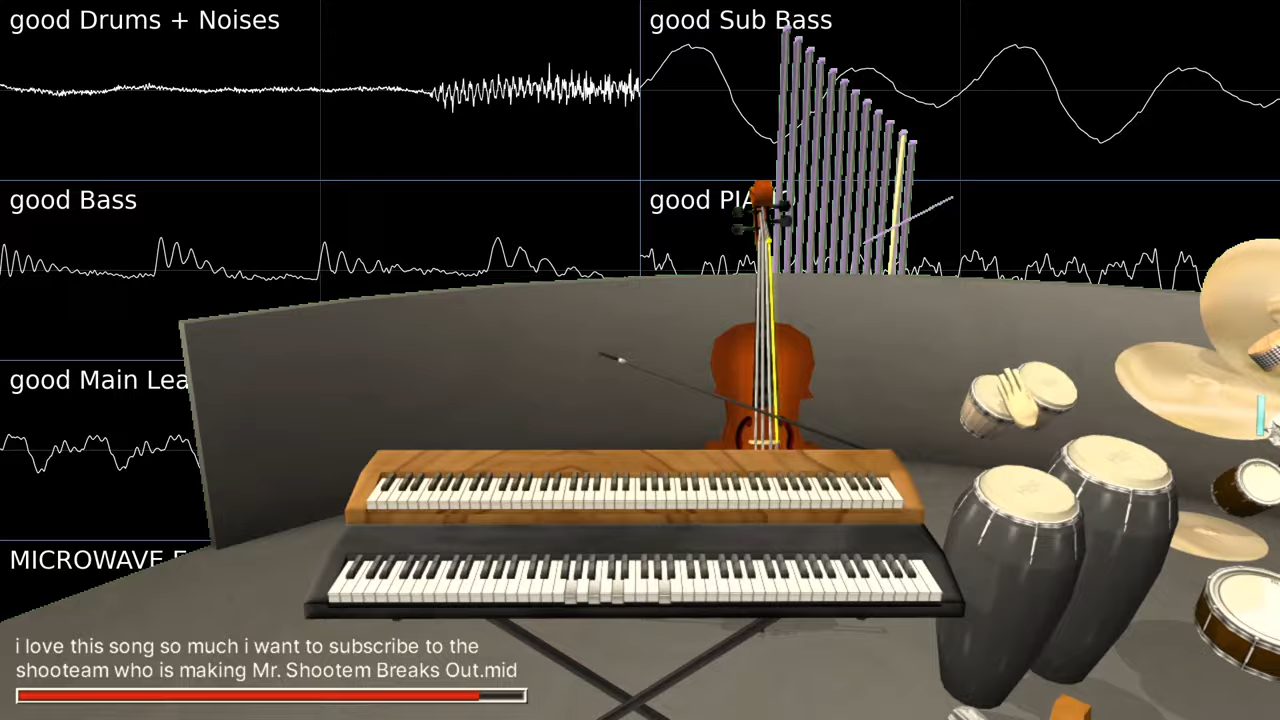 good Drums + Noises
good Sub Bass
good Bass
good PIANO
good Main Lea
MICROWAVE
i love this song so much i want to subscribe to the
shooteam who is making Mr. Shootem Breaks Out.mid